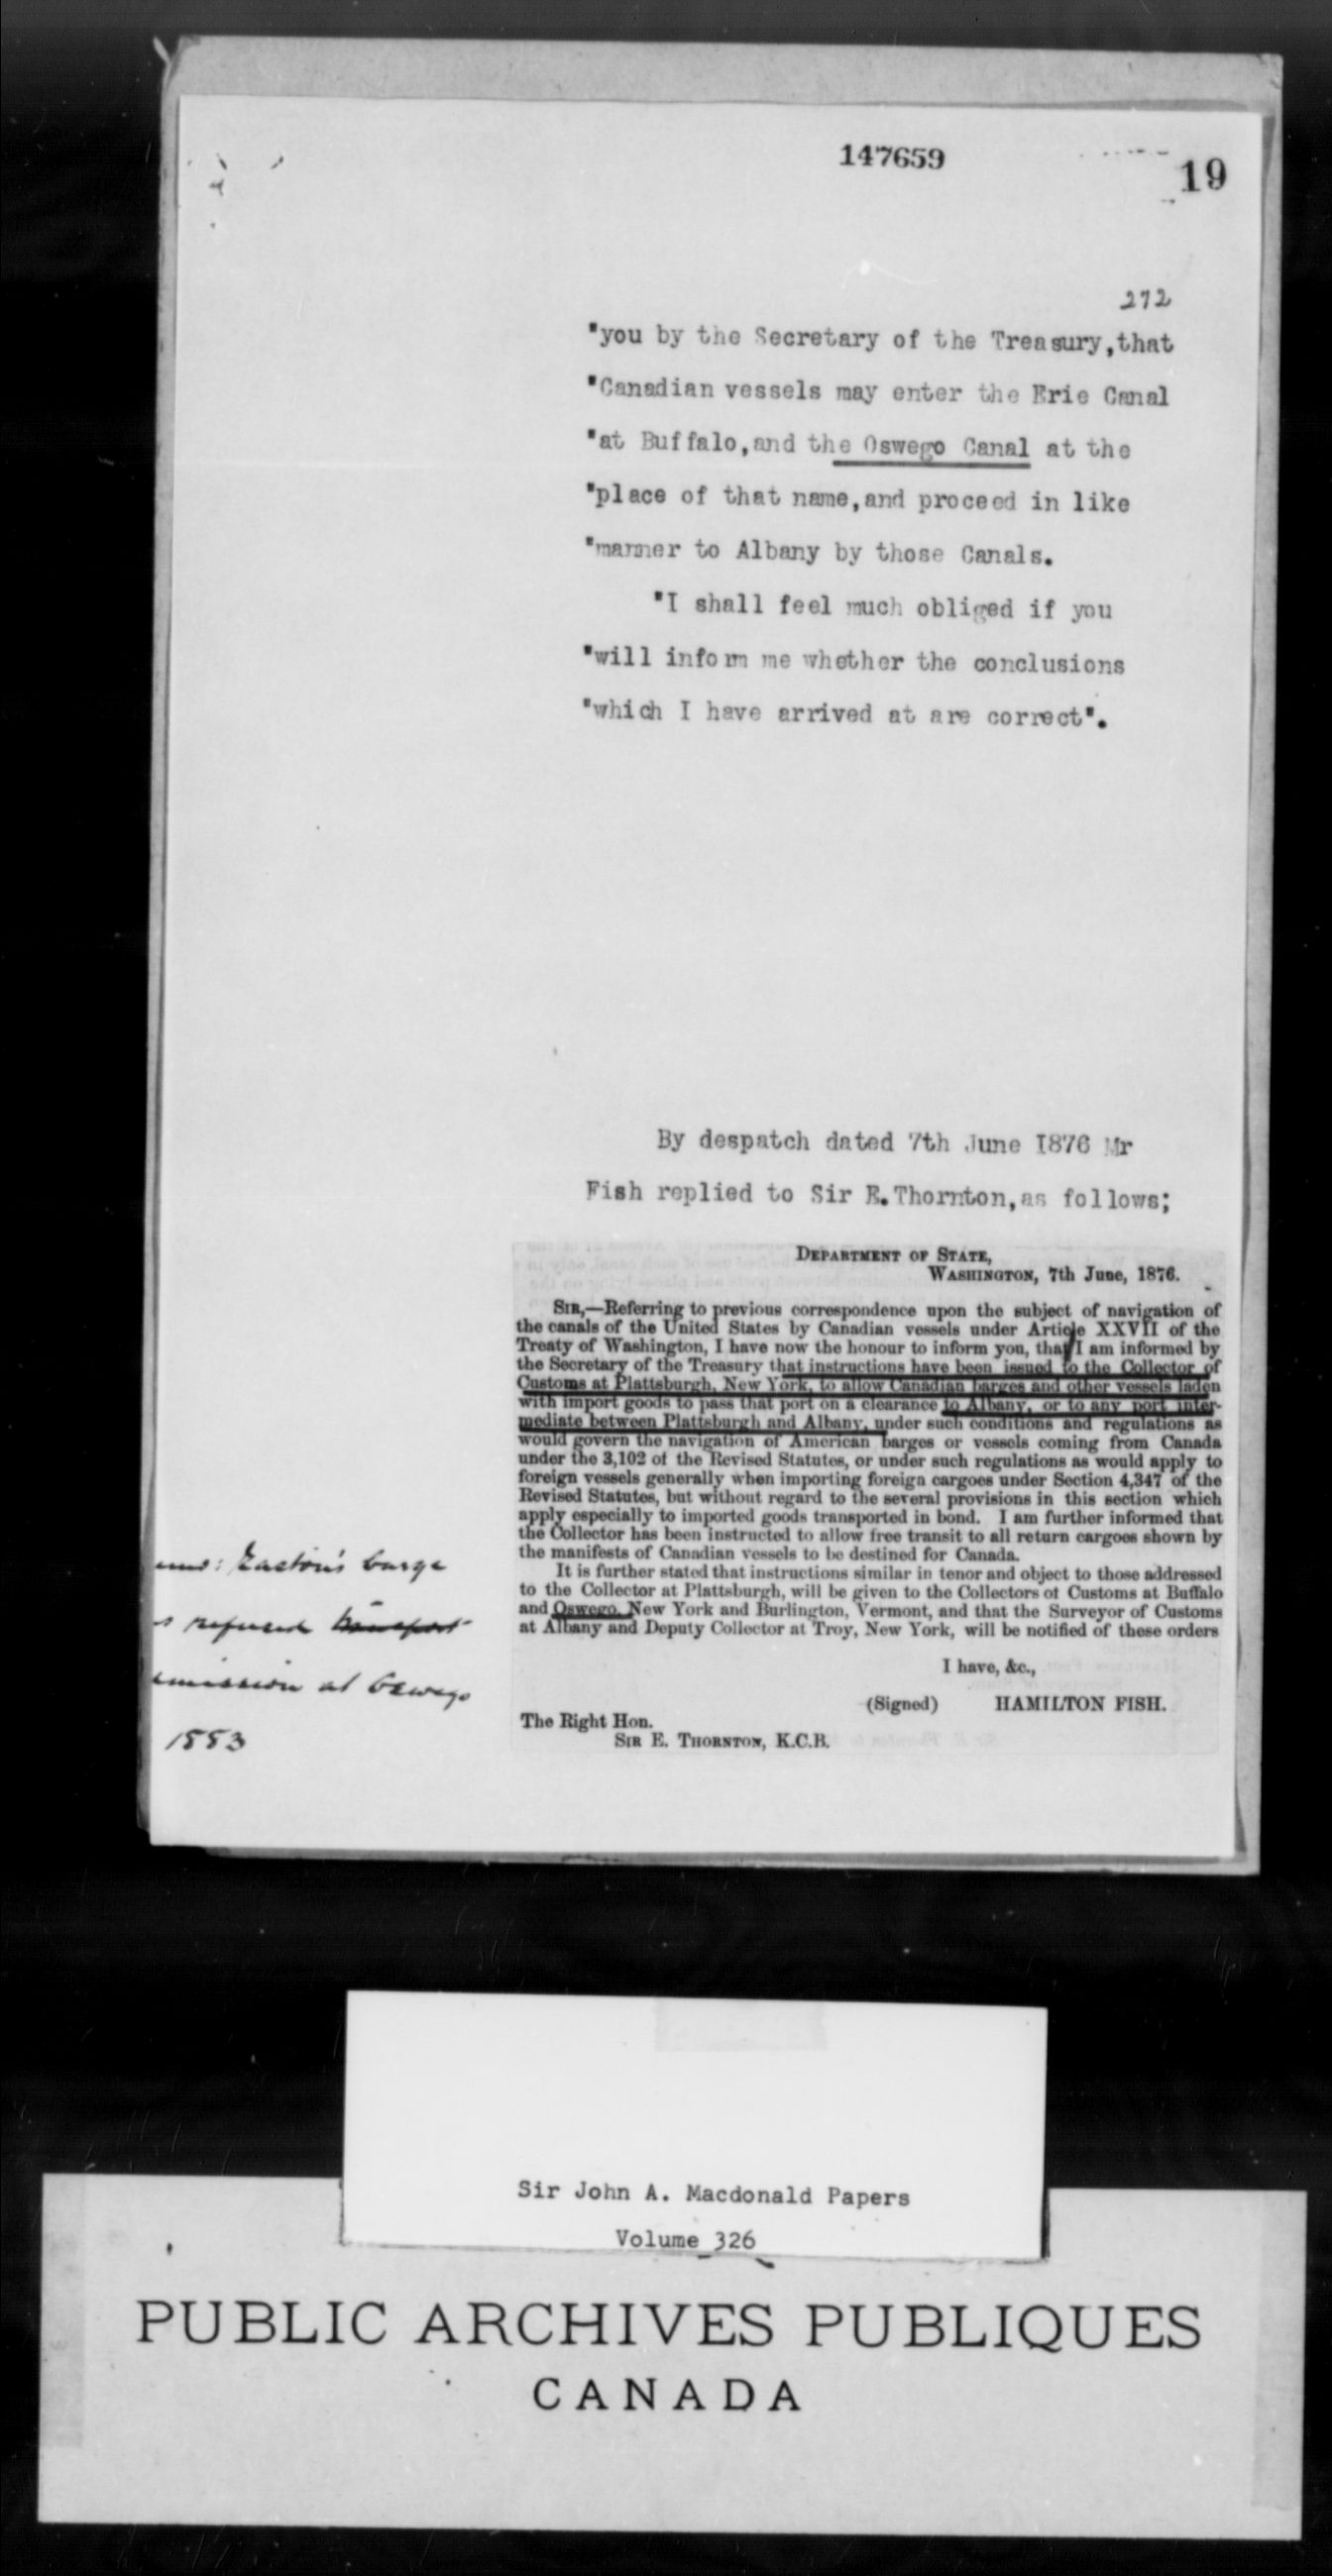 147659
19
272
"you by the Secretary of the Treasury,that
"Canadian vessels may enter the Erie Canal
"at Buffalo,and the Oswego Canal at the
"place of that name,and proceed in like
"manner to Albany by those Canals.
"I shall feel much obliged if you
"will inform me whether the conclusions
"which I have arrived at are correct".
By despatch dated 7th June 1876 Mr
Fish replied to Sir E.Thornton,as follows;
DEPARTMENT OF STATE,
WASHINGTON, 7th June, 1876.
SIR,—Referring to previous correspondence upon the subject of navigation of
the canals of the United States by Canadian vessels under Article XXVII of the
Treaty of Washington, I have now the honour to inform you, that I am informed by
the Secretary of the Treasury that instructions have been issued to the Collector of
Customs at Plattsburgh, New York, to allow Canadian barges and other vessels laden
with import goods to pass that port on a clearance to Albany, or to any port inter-
mediate between Plattsburgh and Albany, under such conditions and regulations as
would govern the navigation of American barges or vessels coming from Canada
under the 3,102 of the Revised Statutes, or under such regulations as would apply to
foreign vessels generally when importing foreign cargoes under Section 4,347 of the
Revised Statutes, but without regard to the several provisions in this section which
apply especially to imported goods transported in bond. I am further informed that
the Collector has been instructed to allow free transit to all return cargoes shown by
the manifests of Canadian vessels to be destined for Canada.
It is further stated that instructions similar in tenor and object to those addressed
to the Collector at Plattsburgh, will be given to the Collectors of Customs at Buffalo
and Oswego, New York and Burlington, Vermont, and that the Surveyor of Customs
at Albany and Deputy Collector at Troy, New York, will be notified of these orders
I have, &c.,
(Signed) HAMILTON FISH.
The Right Hon.
SIR E. THORNTON, K.C.B.
barge
refused transport
mission at Oswego
1883
Sir John A. Macdonald Papers
Volume 326
PUBLIC ARCHIVES PUBLIQUES
CANADA